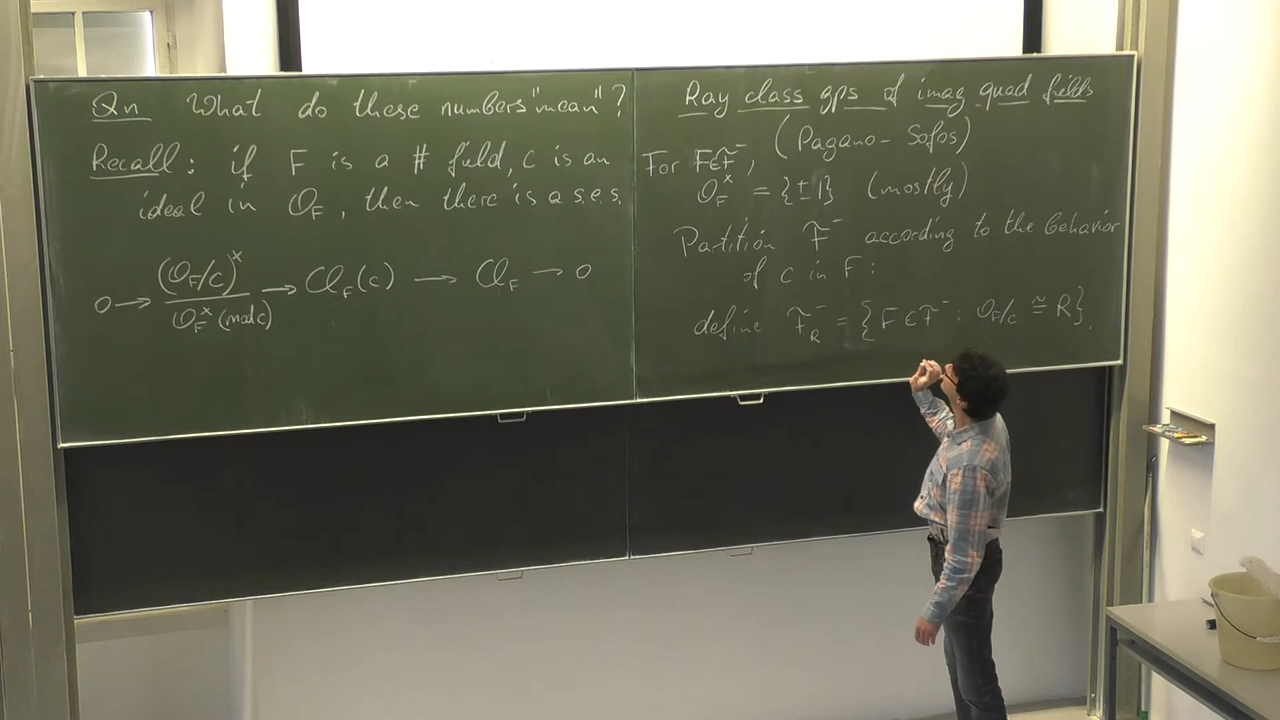 Qn What do these numbers "mean"?
Recall: if F is a # field, c is an
ideal in 𝒪_F, then there is a s.e.s.
0 → (𝒪_F/c)^× / 𝒪_F^× (mod c) → Cl_F(c) → Cl_F → 0
Ray class gps of imag quad fields
(Pagano - Sofos)
For F∈𝓕^-,
𝒪_F^× = {±1} (mostly)
Partition 𝓕^- according to the behavior
of c in F:
define 𝓕_R^- = {F ∈ 𝓕^- : 𝒪_F/c ≅ R}.